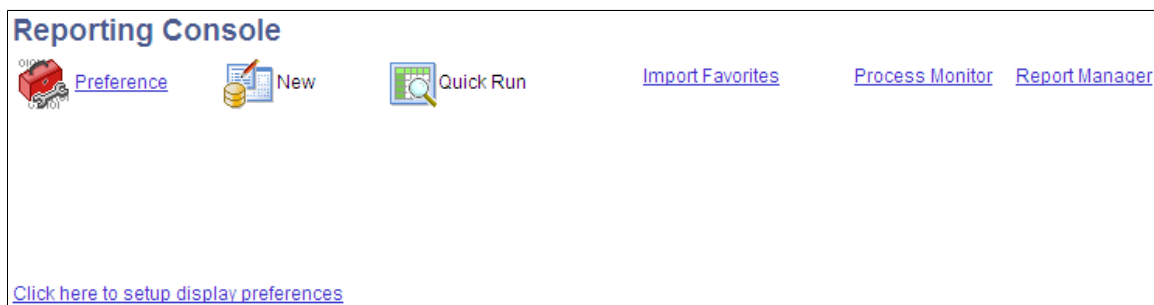 Reporting Console
Preference New Quick Run Import Favorites Process Monitor Report Manager
Click here to setup display preferences